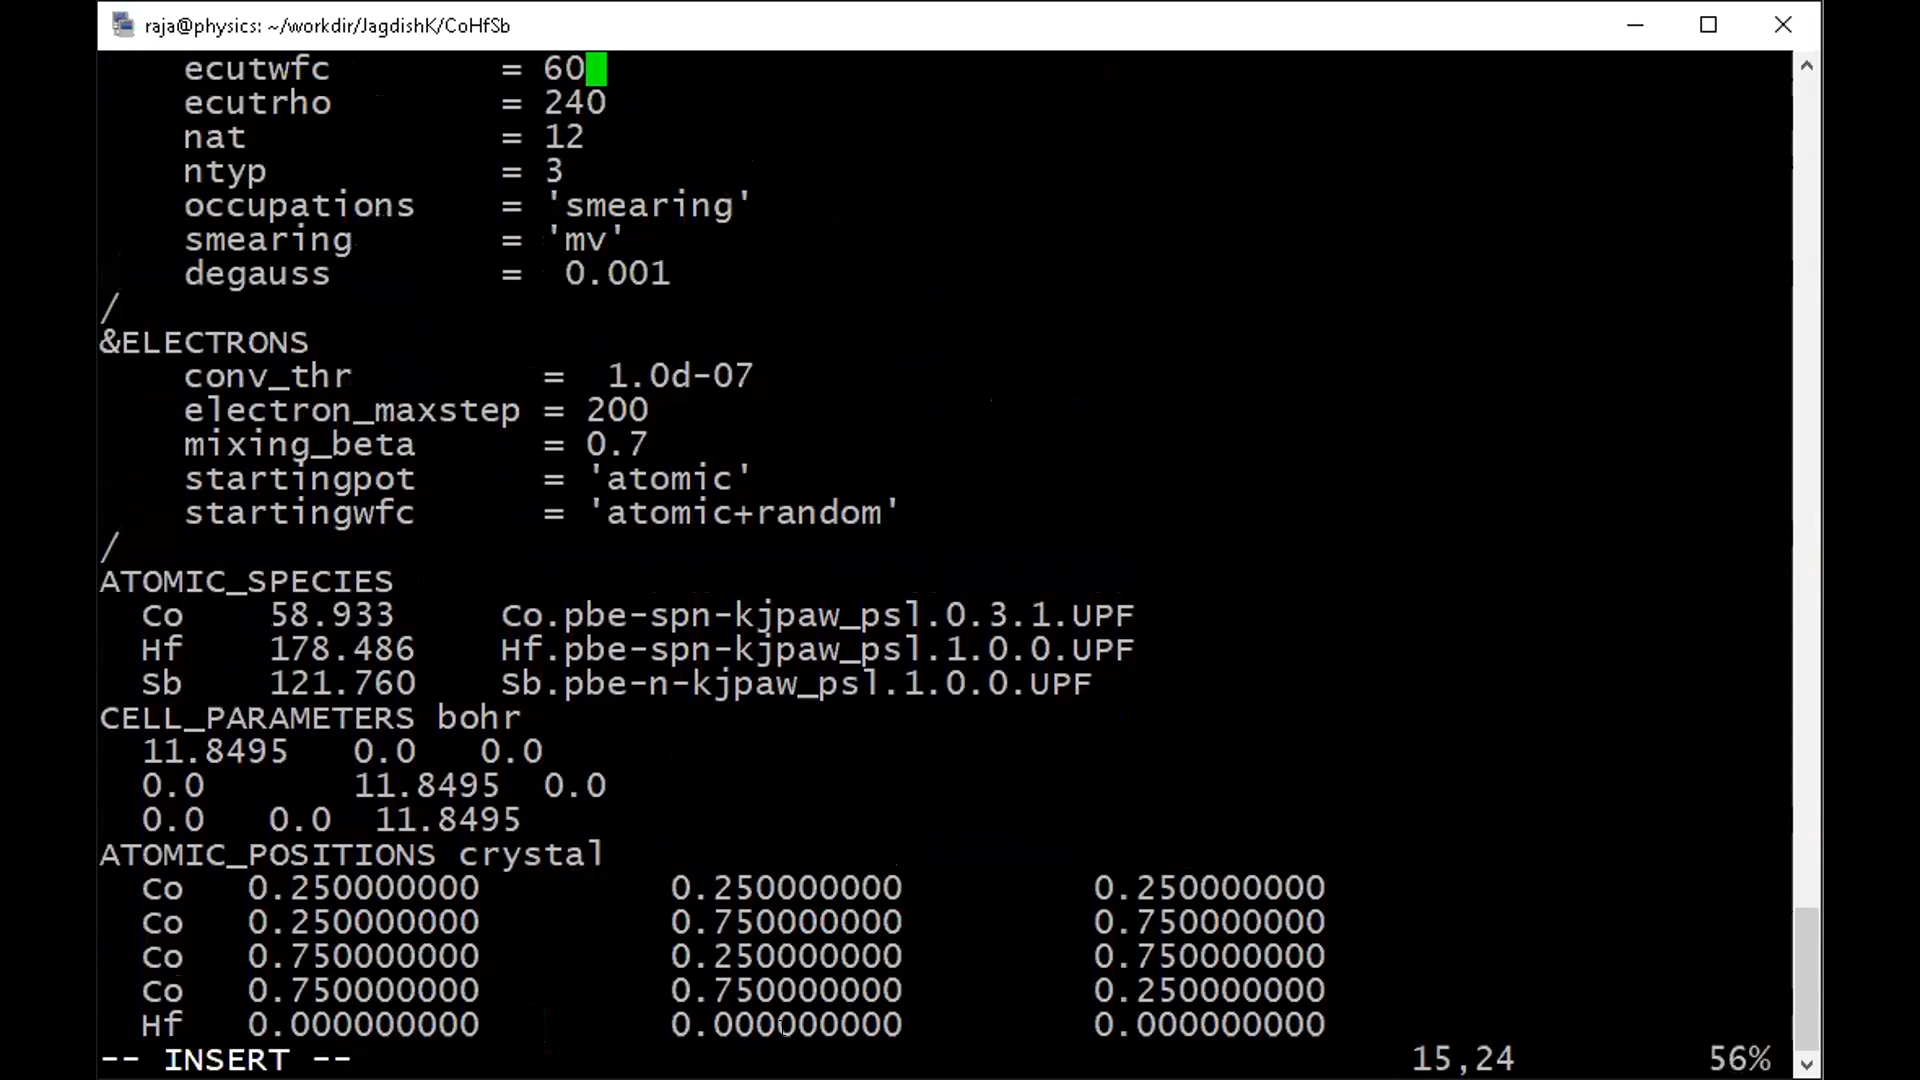 raja@physics: ~/workdir/JagdishK/CoHfSb
ecutwfc = 60
ecutrho = 240
nat = 12
ntyp = 3
occupations = 'smearing'
smearing = 'mv'
degauss = 0.001
/
&ELECTRONS
conv_thr = 1.0d-07
electron_maxstep = 200
mixing_beta = 0.7
startingpot = 'atomic'
startingwfc = 'atomic+random'
/
ATOMIC_SPECIES
Co 58.933 Co.pbe-spn-kjpaw_psl.0.3.1.UPF
Hf 178.486 Hf.pbe-spn-kjpaw_psl.1.0.0.UPF
Sb 121.760 Sb.pbe-n-kjpaw_psl.1.0.0.UPF
CELL_PARAMETERS bohr
11.8495 0.0 0.0
0.0 11.8495 0.0
0.0 0.0 11.8495
ATOMIC_POSITIONS crystal
Co 0.250000000 0.250000000 0.250000000
Co 0.250000000 0.750000000 0.750000000
Co 0.750000000 0.250000000 0.750000000
Co 0.750000000 0.750000000 0.250000000
Hf 0.000000000 0.000000000 0.000000000
-- INSERT -- 15,24 56%